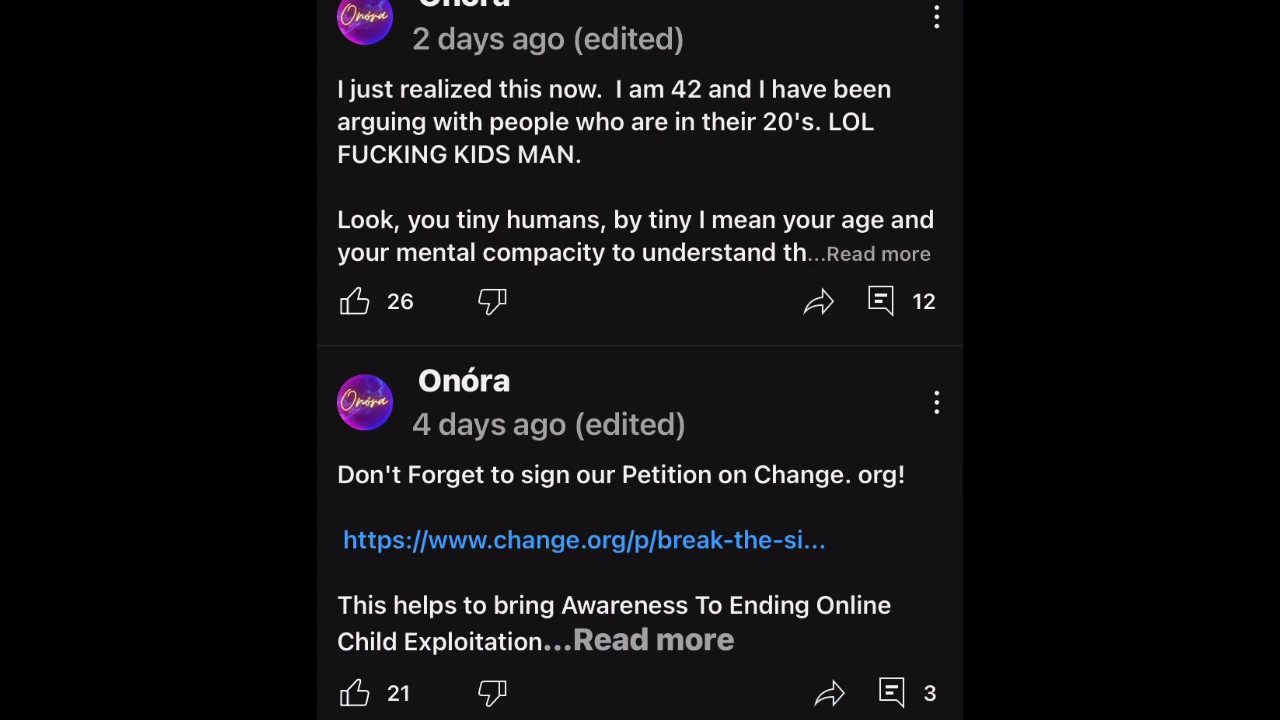 Onóra
Onóra
2 days ago (edited)
I just realized this now.  I am 42 and I have been
arguing with people who are in their 20's. LOL
FUCKING KIDS MAN.
Look, you tiny humans, by tiny I mean your age and
your mental compacity to understand th...Read more
26
12
Onóra
Onóra
4 days ago (edited)
Don't Forget to sign our Petition on Change. org!
https://www.change.org/p/break-the-si...
This helps to bring Awareness To Ending Online
Child Exploitation...Read more
21
3